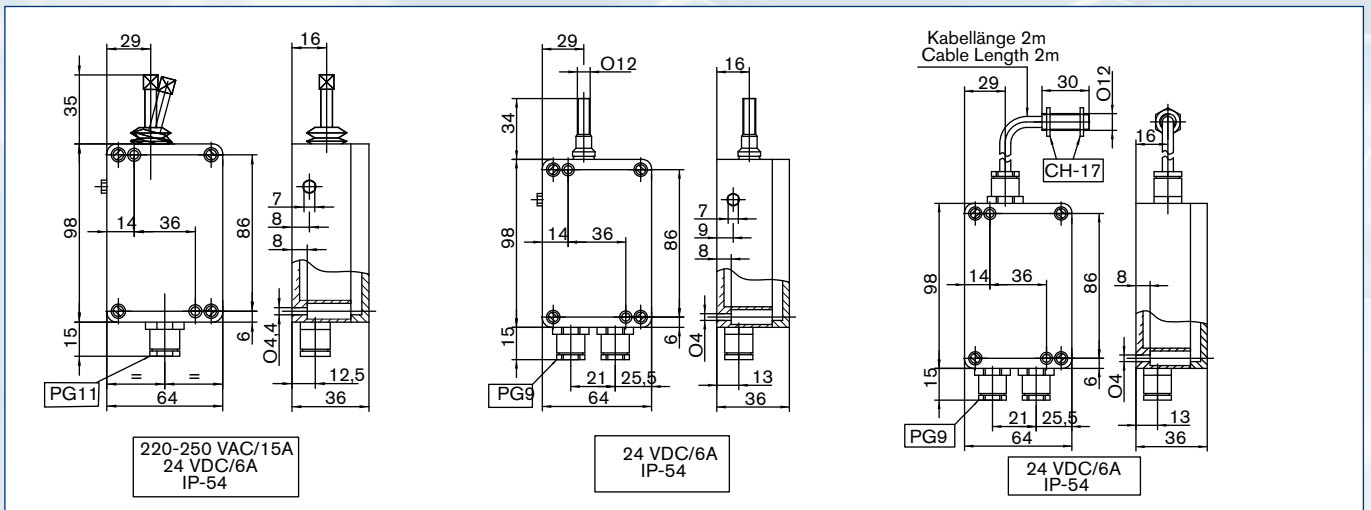 29
16
35
98
14
36
86
15
6
PG11
=
=
64
7
8
8
O4,4
12,5
36
220-250 VAC/15A
24 VDC/6A
IP-54
29
O12
16
34
98
14
36
86
15
6
PG9
21
25,5
64
7
9
8
O4
13
36
24 VDC/6A
IP-54
Kabellänge 2m
Cable Length 2m
29
30
O12
CH-17
16
98
14
36
86
15
6
PG9
21
25,5
64
8
O4
13
36
24 VDC/6A
IP-54